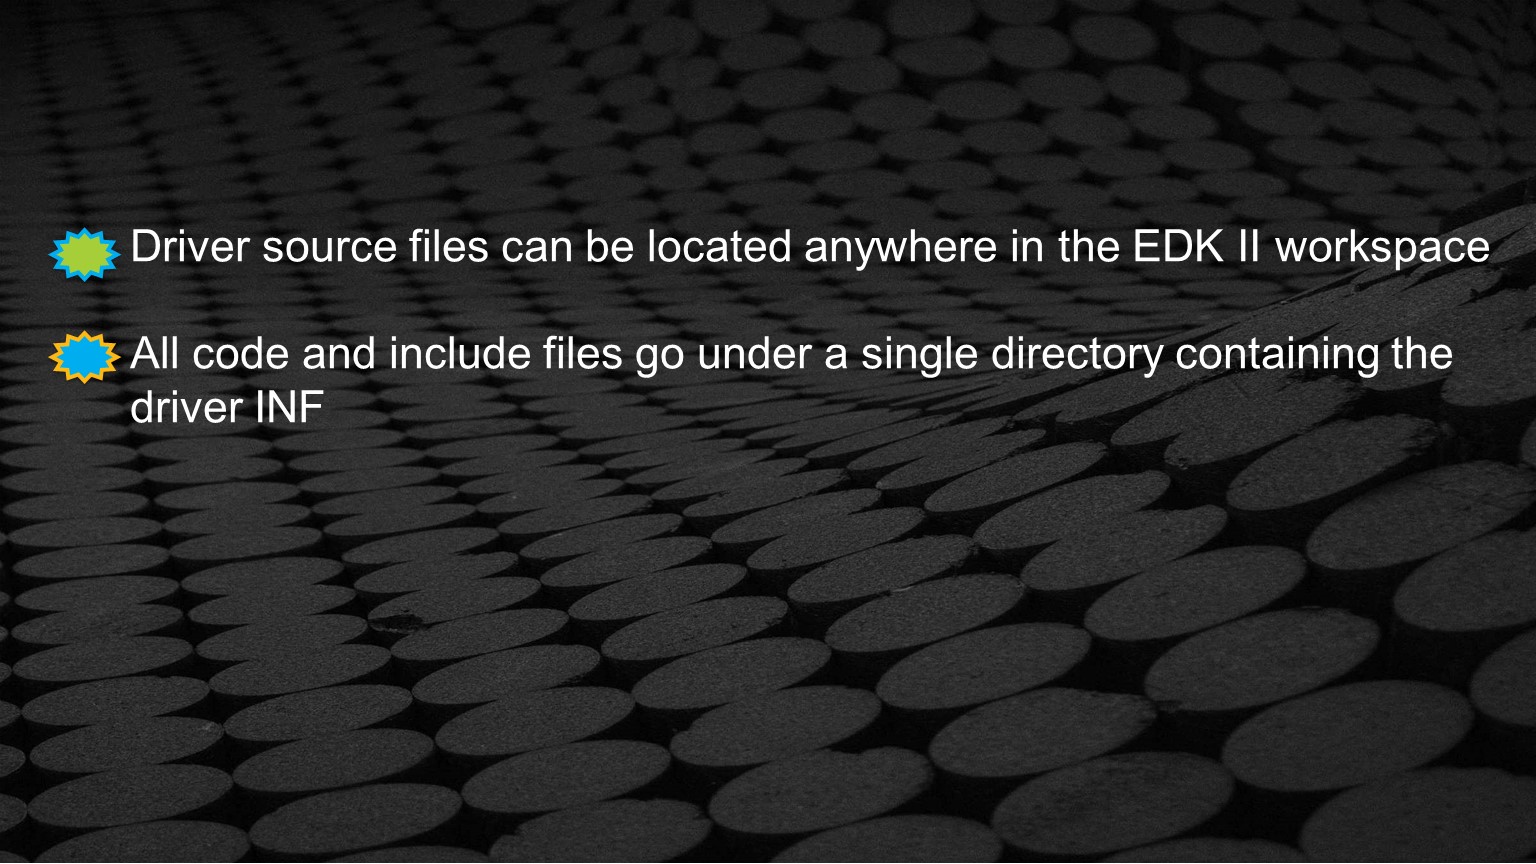 Driver source files can be located anywhere in the EDK II workspace
All code and include files go under a single directory containing the
driver INF